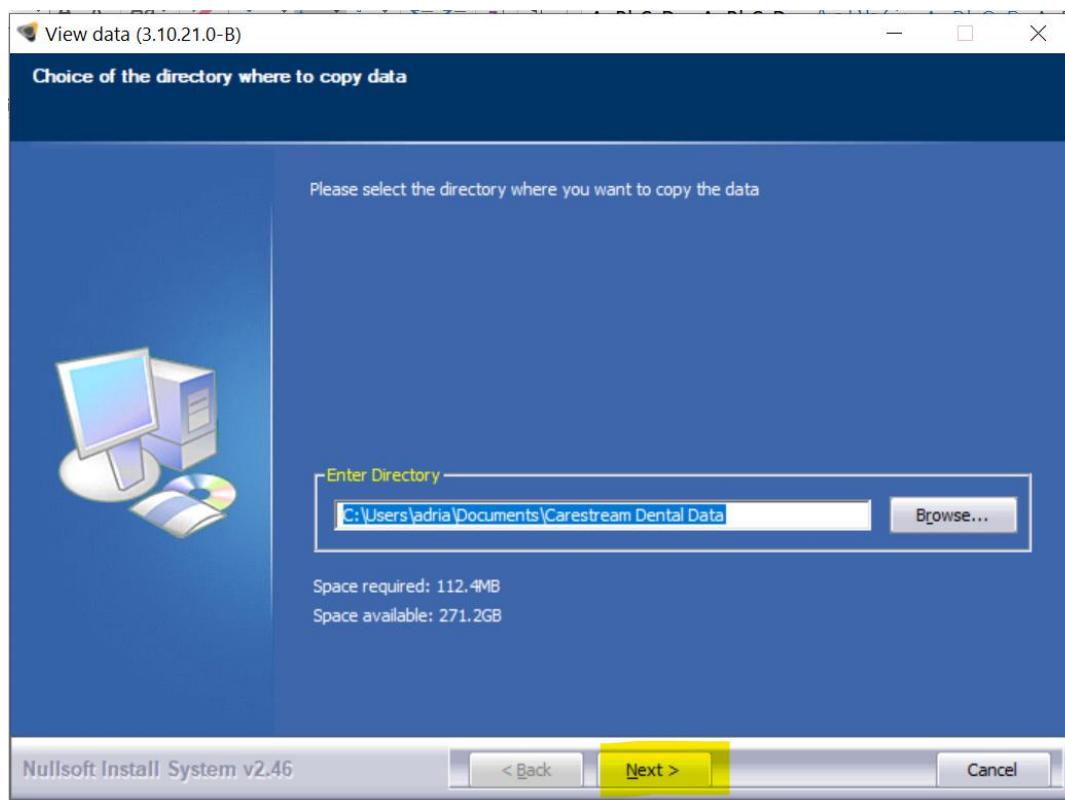 View data (3.10.21.0-B)
Choice of the directory where to copy data
Please select the directory where you want to copy the data
Enter Directory
C:\Users\adria\Documents\Carestream Dental Data
Browse...
Space required: 112.4MB
Space available: 271.2GB
Nullsoft Install System v2.46
< Back
Next >
Cancel